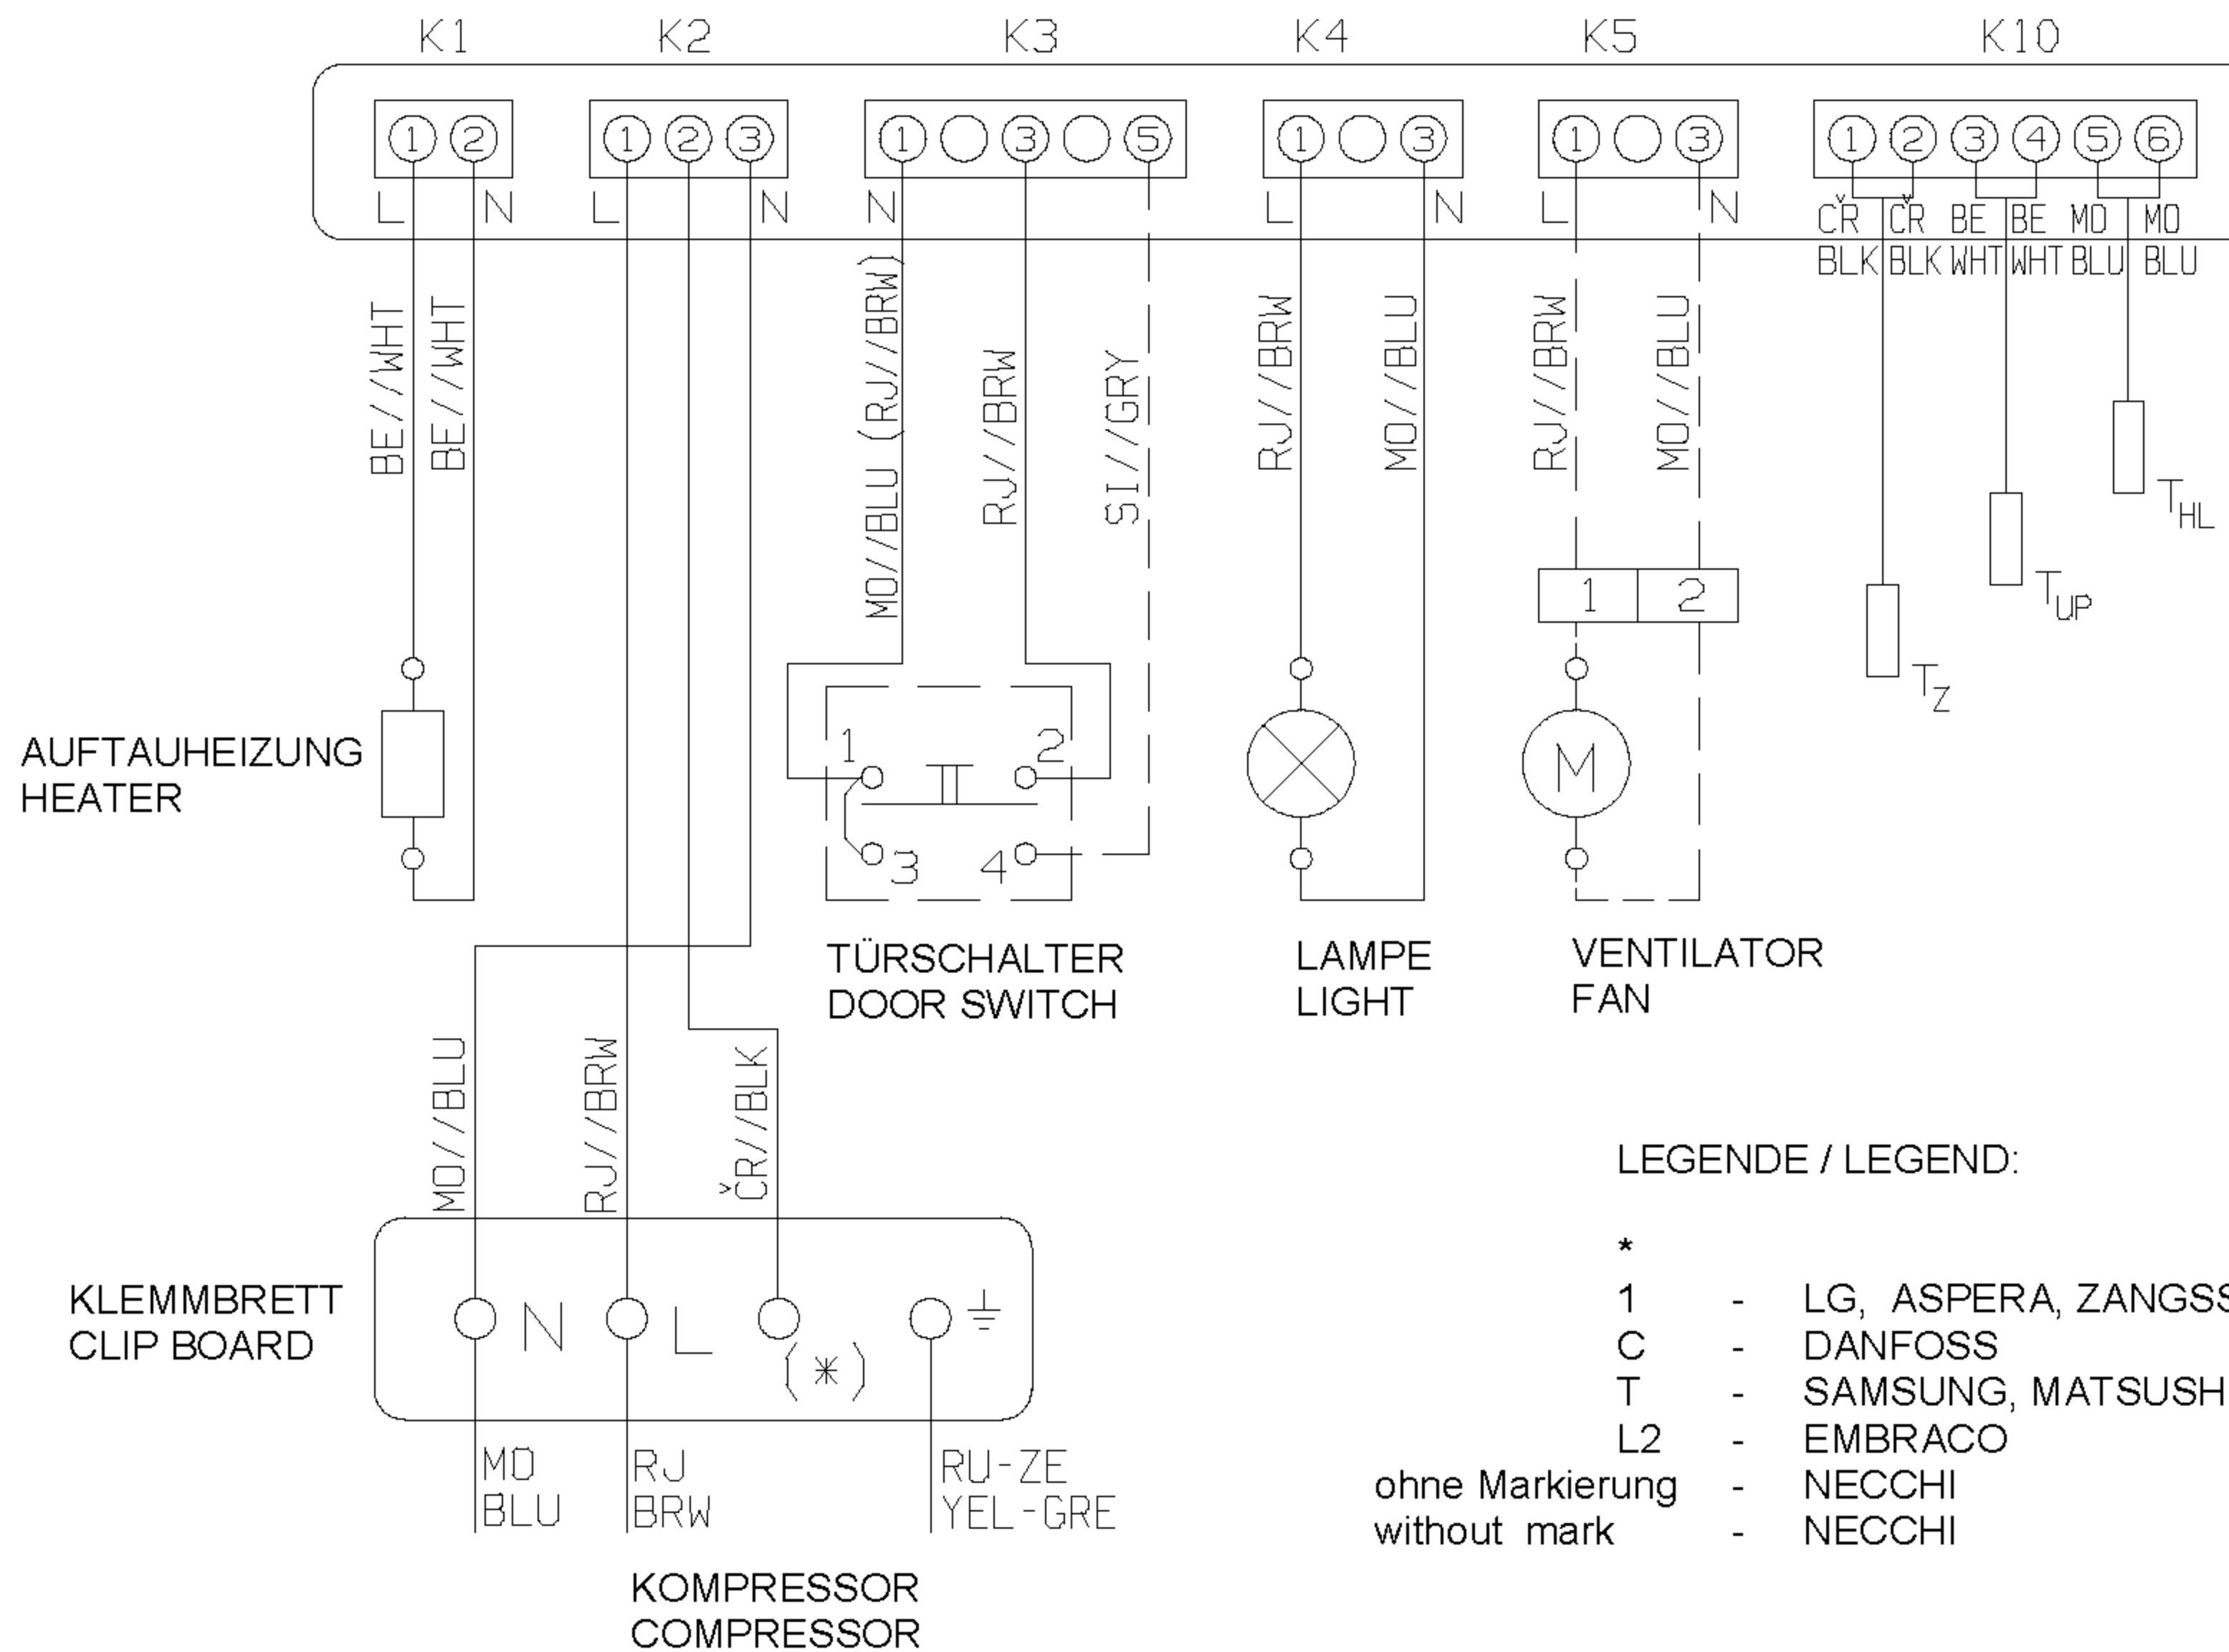 K1 K2 K3 K4 K5 K10
1 2 1 2 3 1 3 5 1 3 1 3 1 2 3 4 5 6
L N L N N L N L N
ČR ČR BE BE MO MO
BLK BLK WHT WHT BLU BLU
BE//WHT
BE//WHT
MO//BLU (RJ//BRW)
RJ//BRW
SI//GRY
RJ//BRW
MO//BLU
RJ//BRW
MO//BLU
THL
TUP
TZ
1 2
AUFTAUHEIZUNG
HEATER
1 2
3 4
M
TÜRSCHALTER
DOOR SWITCH
LAMPE
LIGHT
VENTILATOR
FAN
MO//BLU
RJ//BRW
ČR//BLK
KLEMMBRETT
CLIP BOARD
N L (*)
MO
BLU
RJ
BRW
RU-ZE
YEL-GRE
KOMPRESSOR
COMPRESSOR
LEGENDE / LEGEND:
*
1 - LG, ASPERA,
C - DANFOSS
T - SAMSUNG,
L2 - EMBRACO
ohne Markierung - NECCHI
without mark - NECCHI